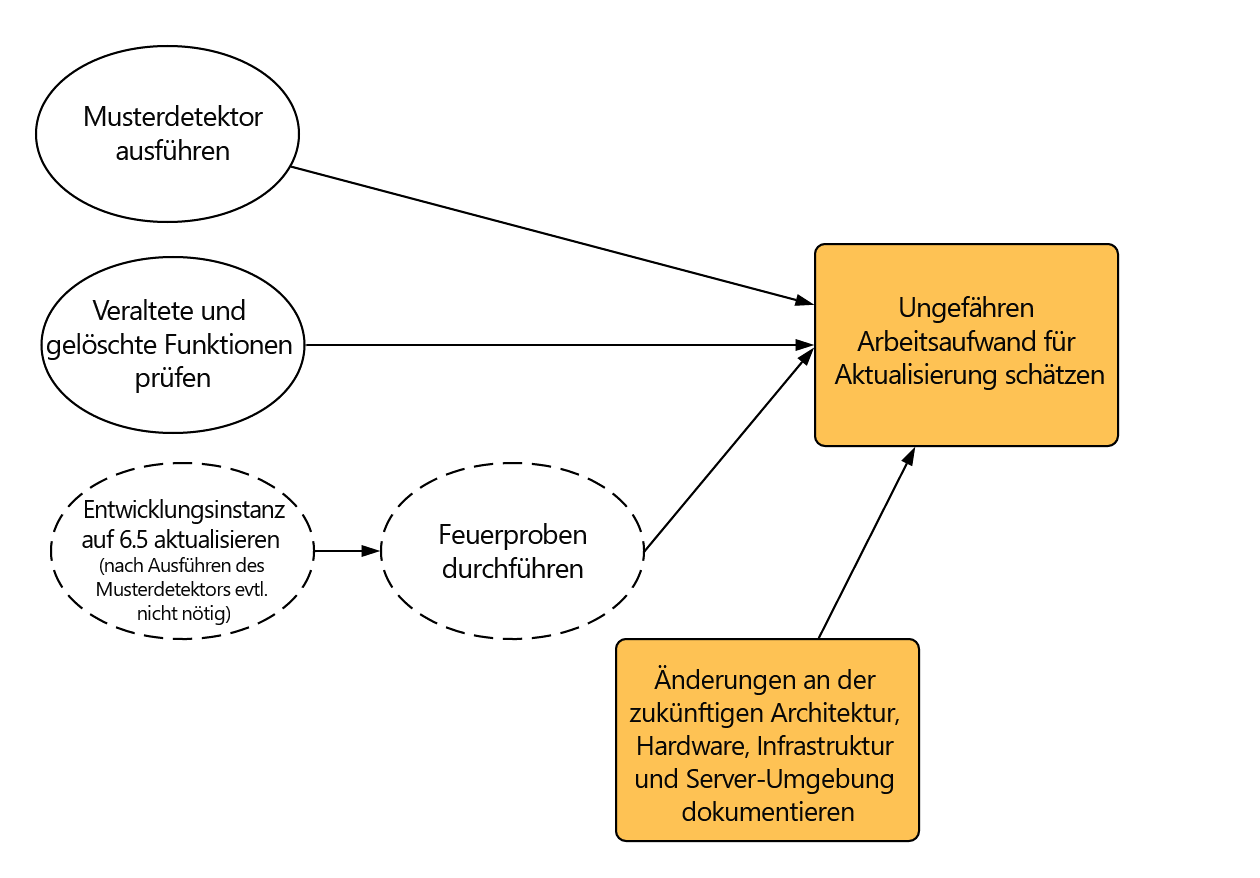 Musterdetektor
ausführen
Veraltete und
gelöschte Funktionen
prüfen
Ungefähren
Arbeitsaufwand für
Aktualisierung schätzen
Entwicklungsinstanz
auf 6.5 aktualisieren
(nach Ausführen des
Musterdetektors evtl.
nicht nötig)
Feuerproben
durchführen
Änderungen an der
zukünftigen Architektur,
Hardware, Infrastruktur
und Server-Umgebung
dokumentieren